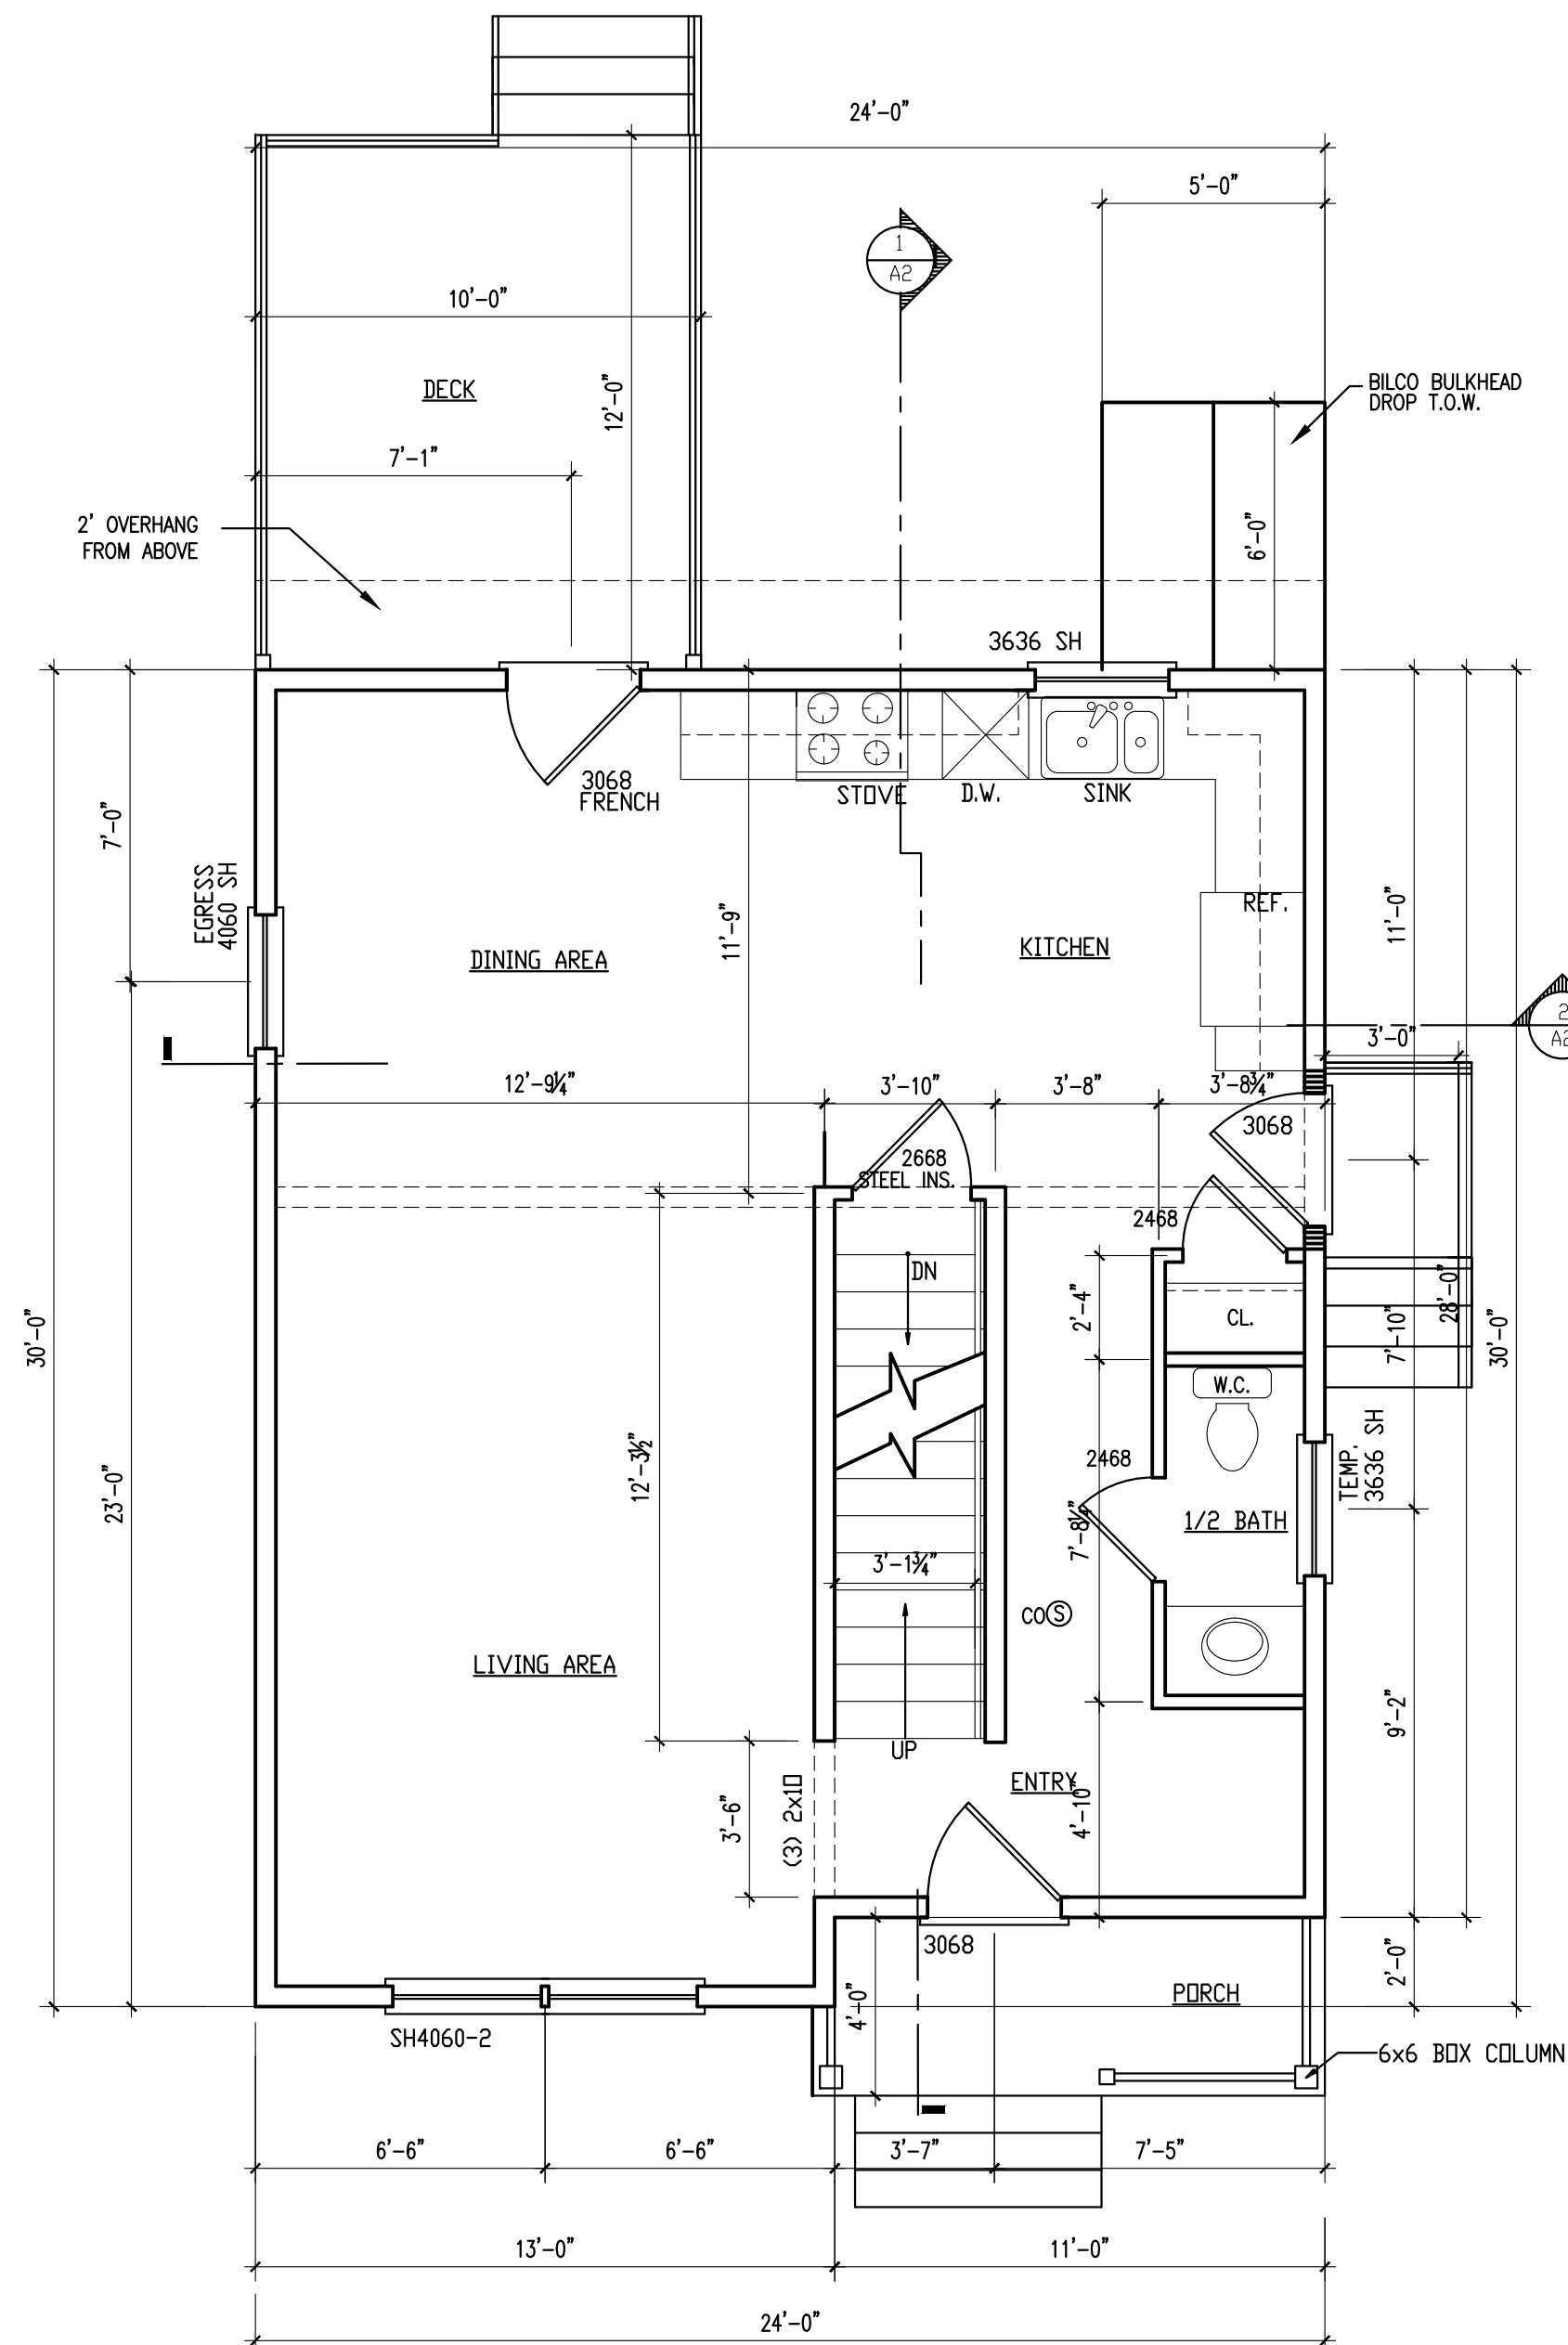 24'-0"
5'-0"
1
A2
10'-0"
DECK
12'-0"
BILCO BULKHEAD
DROP T.O.W.
7'-1"
2' OVERHANG
FROM ABOVE
6'-0"
3636 SH
3068
FRENCH
STOVE
D.W.
SINK
7'-0"
EGRESS
4060 SH
11'-9"
REF.
11'-0"
DINING AREA
KITCHEN
2
A2
3'-0"
12'-9¼"
3'-10"
3'-8"
3'-8¾"
3068
2668
STEEL INS.
2468
DN
2'-4"
CL.
28'-0"
7'-10"
30'-0"
30'-0"
W.C.
12'-3½"
2468
TEMP.
3636 SH
23'-0"
7'-8¼"
1/2 BATH
3'-1¾"
CO S
LIVING AREA
9'-2"
UP
ENTRY
3'-6"
(3) 2x10
4'-10"
3068
2'-0"
4'-0"
PORCH
SH4060-2
6x6 BOX COLUMN
6'-6"
6'-6"
3'-7"
7'-5"
13'-0"
11'-0"
24'-0"